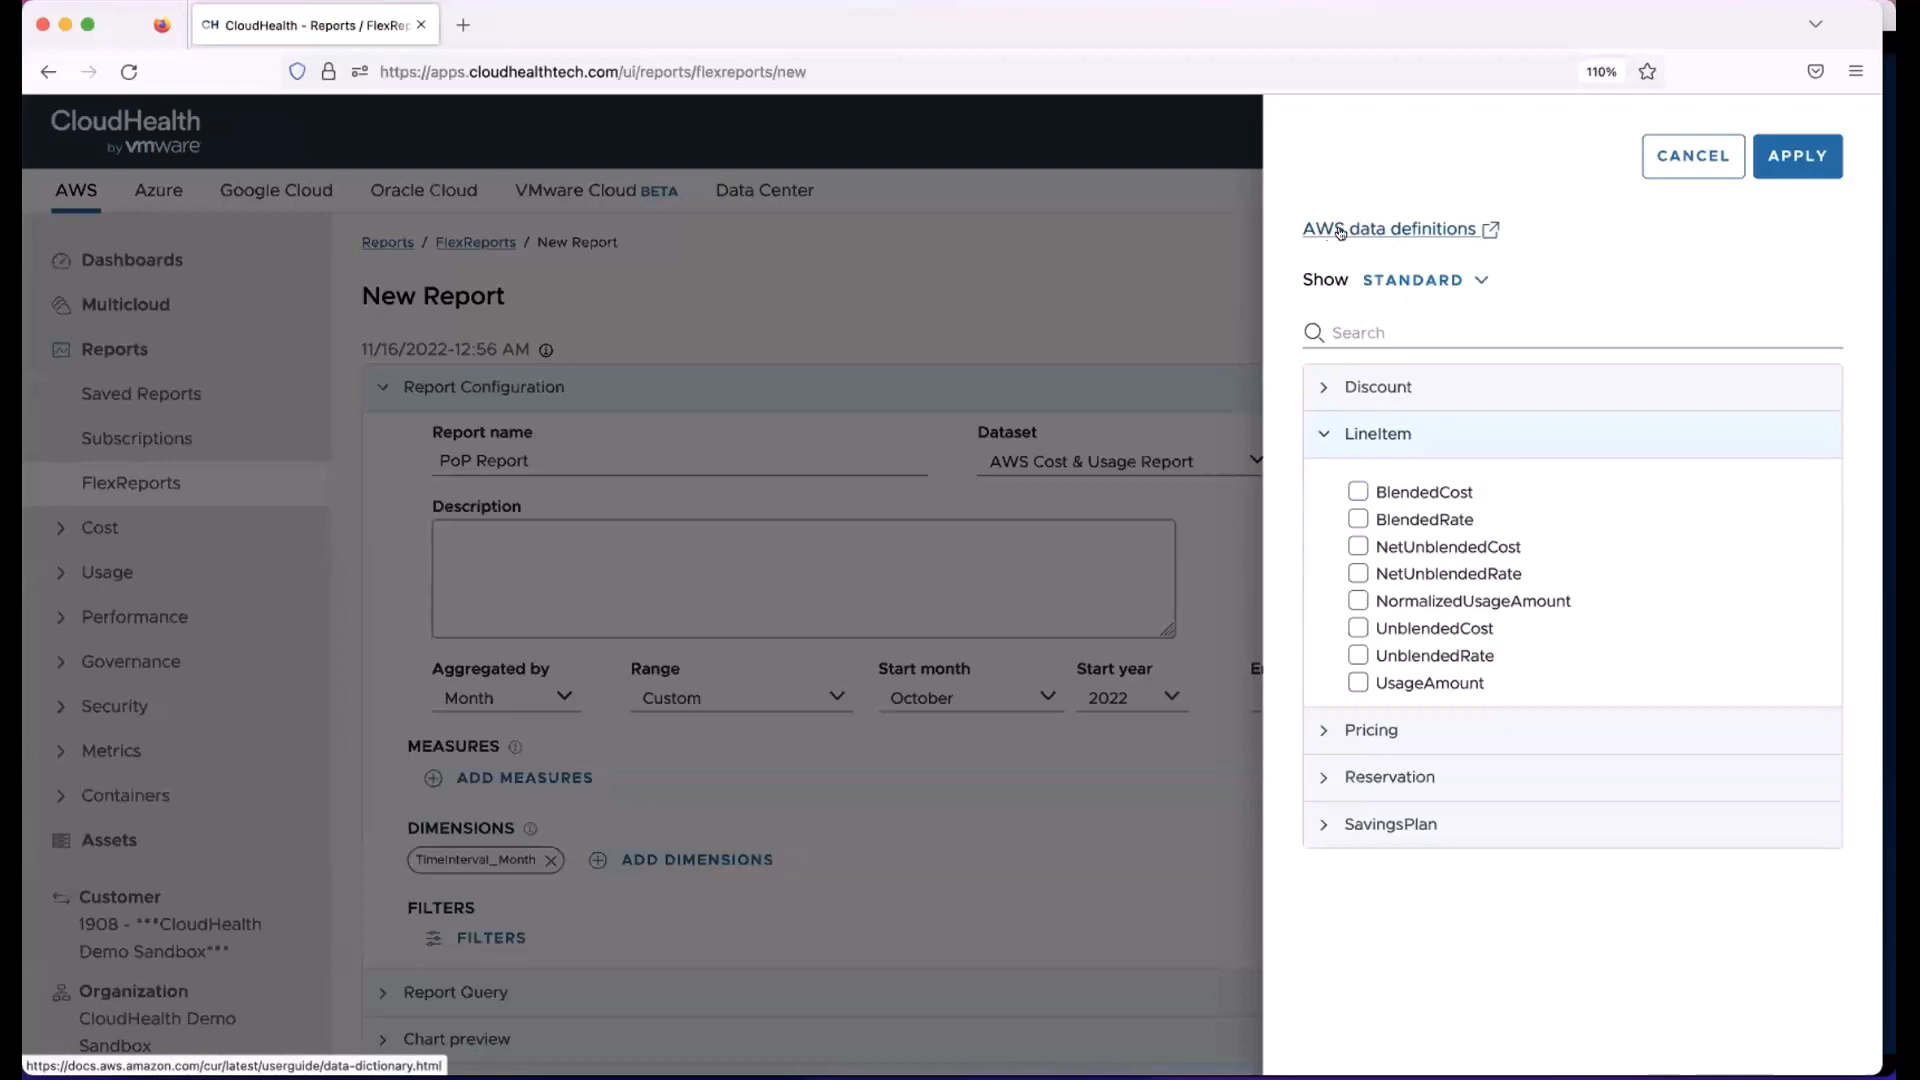 CH CloudHealth - Reports / FlexRep
https://apps.cloudhealthtech.com/ui/reports/flexreports/new
110%
CloudHealth
by vmware
AWS
Azure
Google Cloud
Oracle Cloud
VMware Cloud BETA
Data Center
Dashboards
Multicloud
Reports
Saved Reports
Subscriptions
FlexReports
Cost
Usage
Performance
Governance
Security
Metrics
Containers
Assets
Customer
1908 - ***CloudHealth
Demo Sandbox***
Organization
CloudHealth Demo
Sandbox
https://docs.aws.amazon.com/cur/latest/userguide/data-dictionary.html
Reports / FlexReports / New Report
New Report
11/16/2022-12:56 AM
Report Configuration
Report name
PoP Report
Dataset
AWS Cost & Usage Report
Description
Aggregated by
Month
Range
Custom
Start month
October
Start year
2022
MEASURES
ADD MEASURES
DIMENSIONS
TimeInterval_Month
ADD DIMENSIONS
FILTERS
FILTERS
Report Query
Chart preview
CANCEL
APPLY
AWS data definitions
Show STANDARD
Search
Discount
LineItem
BlendedCost
BlendedRate
NetUnblendedCost
NetUnblendedRate
NormalizedUsageAmount
UnblendedCost
UnblendedRate
UsageAmount
Pricing
Reservation
SavingsPlan